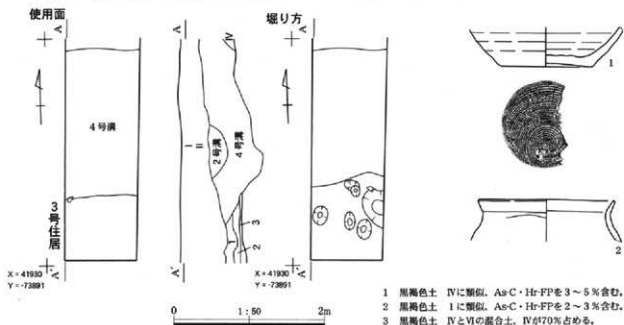 使用面
A
4号溝
3号住居
A'
X = 41930
Y = -73891
A
IV
I
II
2号溝
4号溝
3
I
2
A'
掘り方
X = 41930
Y = -73891
0 1 : 50 2m
1
2
1 黒褐色土 IVに類似。As-C・Hr-FPを3～5％含む。
2 黒褐色土 Iに類似。As-C・Hr-FPを2～3％含む。
3 黒褐色土 IVとVIの混合土。IVが70％占める。